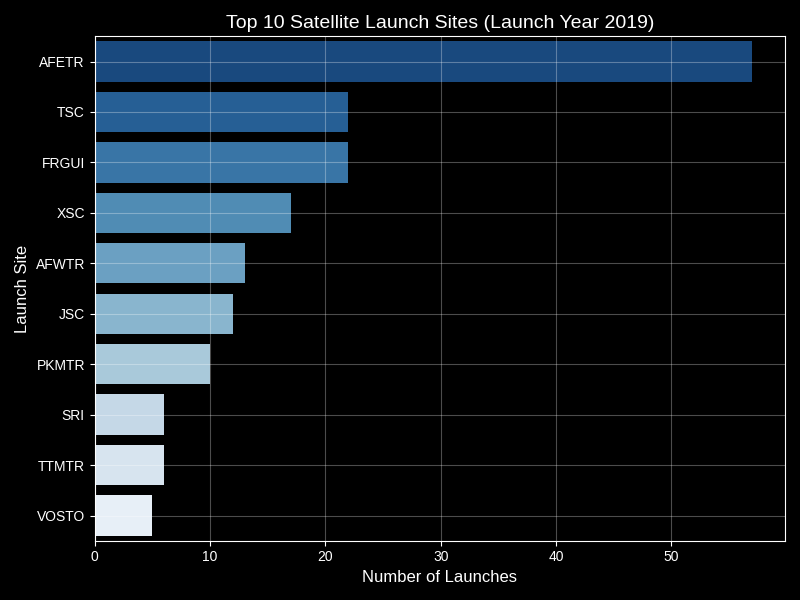 Top 10 Satellite Launch Sites (Launch Year 2019)
AFETR
TSC
FRGUI
XSC
AFWTR
JSC
PKMTR
SRI
TTMTR
VOSTO
Launch Site
0 10 20 30 40 50
Number of Launches